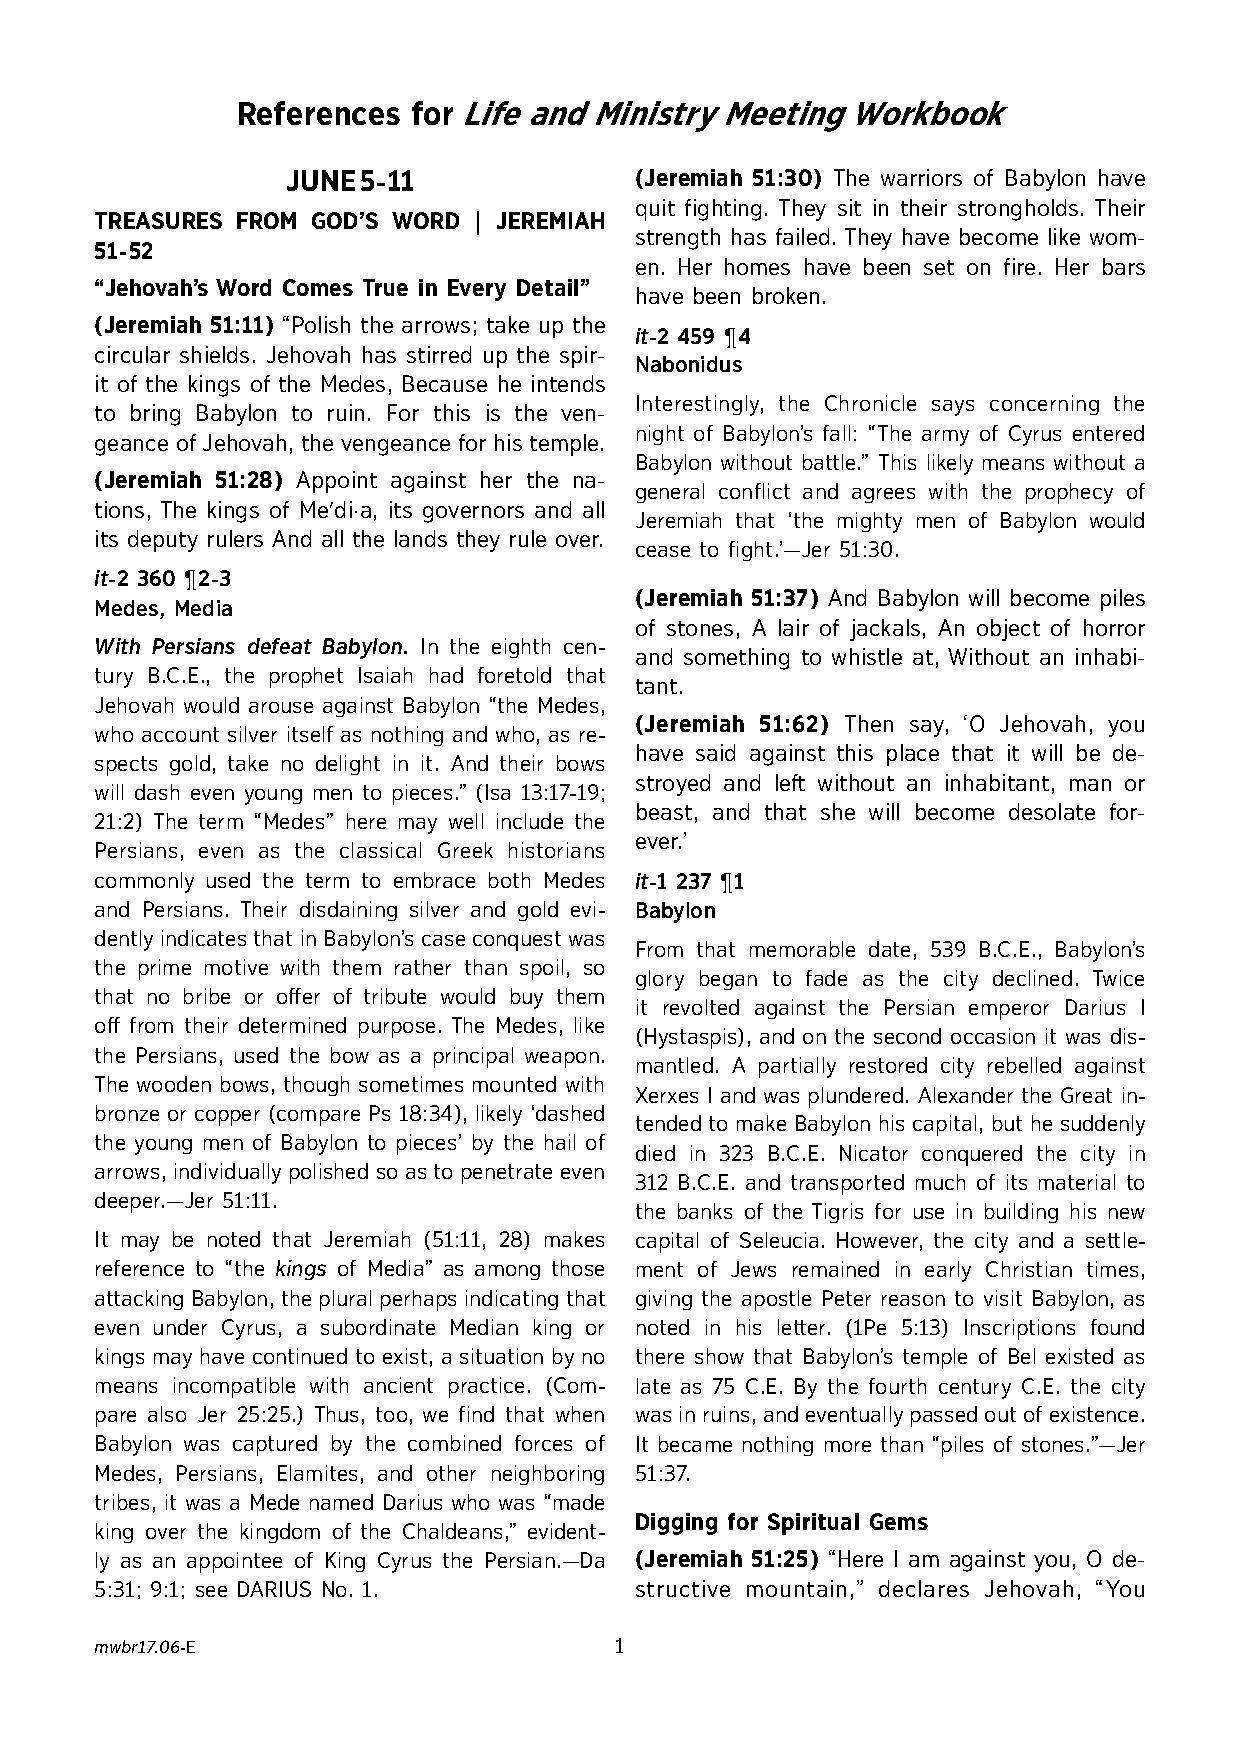 References for Life and Ministry Meeting Workbook
JUNE 5-11
TREASURES FROM GOD’S WORD | JEREMIAH
51-52
“Jehovah’s Word Comes True in Every Detail”
(Jeremiah 51:11) “Polish the arrows; take up the
circular shields. Jehovah has stirred up the spir-
it of the kings of the Medes, Because he intends
to bring Babylon to ruin. For this is the ven-
geance of Jehovah, the vengeance for his temple.
(Jeremiah 51:28) Appoint against her the na-
tions, The kings of Me′di·a, its governors and all
its deputy rulers And all the lands they rule over.
it-2 360 ¶2-3
Medes, Media
With Persians defeat Babylon. In the eighth cen-
tury B.C.E., the prophet Isaiah had foretold that
Jehovah would arouse against Babylon “the Medes,
who account silver itself as nothing and who, as re-
spects gold, take no delight in it. And their bows
will dash even young men to pieces.” (Isa 13:17-19;
21:2) The term “Medes” here may well include the
Persians, even as the classical Greek historians
commonly used the term to embrace both Medes
and Persians. Their disdaining silver and gold evi-
dently indicates that in Babylon’s case conquest was
the prime motive with them rather than spoil, so
that no bribe or offer of tribute would buy them
off from their determined purpose. The Medes, like
the Persians, used the bow as a principal weapon.
The wooden bows, though sometimes mounted with
bronze or copper (compare Ps 18:34), likely ‘dashed
the young men of Babylon to pieces’ by the hail of
arrows, individually polished so as to penetrate even
deeper.—Jer 51:11.
It may be noted that Jeremiah (51:11, 28) makes
reference to “the kings of Media” as among those
attacking Babylon, the plural perhaps indicating that
even under Cyrus, a subordinate Median king or
kings may have continued to exist, a situation by no
means incompatible with ancient practice. (Com-
pare also Jer 25:25.) Thus, too, we find that when
Babylon was captured by the combined forces of
Medes, Persians, Elamites, and other neighboring
tribes, it was a Mede named Darius who was “made
king over the kingdom of the Chaldeans,” evident-
ly as an appointee of King Cyrus the Persian.—Da
5:31; 9:1; see DARIUS No. 1.
(Jeremiah 51:30) The warriors of Babylon have
quit fighting. They sit in their strongholds. Their
strength has failed. They have become like wom-
en. Her homes have been set on fire. Her bars
have been broken.
it-2 459 ¶4
Nabonidus
Interestingly, the Chronicle says concerning the
night of Babylon’s fall: “The army of Cyrus entered
Babylon without battle.” This likely means without a
general conflict and agrees with the prophecy of
Jeremiah that ‘the mighty men of Babylon would
cease to fight.’—Jer 51:30.
(Jeremiah 51:37) And Babylon will become piles
of stones, A lair of jackals, An object of horror
and something to whistle at, Without an inhabi-
tant.
(Jeremiah 51:62) Then say, ‘O Jehovah, you
have said against this place that it will be de-
stroyed and left without an inhabitant, man or
beast, and that she will become desolate for-
ever.’
it-1 237 ¶1
Babylon
From that memorable date, 539 B.C.E., Babylon’s
glory began to fade as the city declined. Twice
it revolted against the Persian emperor Darius I
(Hystaspis), and on the second occasion it was dis-
mantled. A partially restored city rebelled against
Xerxes I and was plundered. Alexander the Great in-
tended to make Babylon his capital, but he suddenly
died in 323 B.C.E. Nicator conquered the city in
312 B.C.E. and transported much of its material to
the banks of the Tigris for use in building his new
capital of Seleucia. However, the city and a settle-
ment of Jews remained in early Christian times,
giving the apostle Peter reason to visit Babylon, as
noted in his letter. (1Pe 5:13) Inscriptions found
there show that Babylon’s temple of Bel existed as
late as 75 C.E. By the fourth century C.E. the city
was in ruins, and eventually passed out of existence.
It became nothing more than “piles of stones.”—Jer
51:37.
Digging for Spiritual Gems
(Jeremiah 51:25) “Here I am against you, O de-
structive mountain,” declares Jehovah, “You
mwbr17.06-E
1